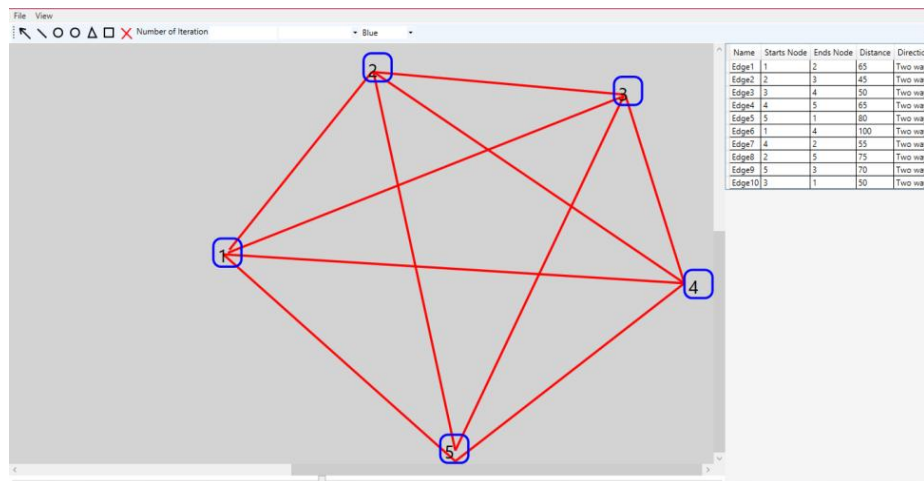 File View
Number of Iteration Blue
2
3
1
4
5
Name Starts Node Ends Node Distance Directio
Edge1 1 2 65 Two wa
Edge2 2 3 45 Two wa
Edge3 3 4 50 Two wa
Edge4 4 5 65 Two wa
Edge5 5 1 80 Two wa
Edge6 1 4 100 Two wa
Edge7 4 2 55 Two wa
Edge8 2 5 75 Two wa
Edge9 5 3 70 Two wa
Edge10 3 1 50 Two wa